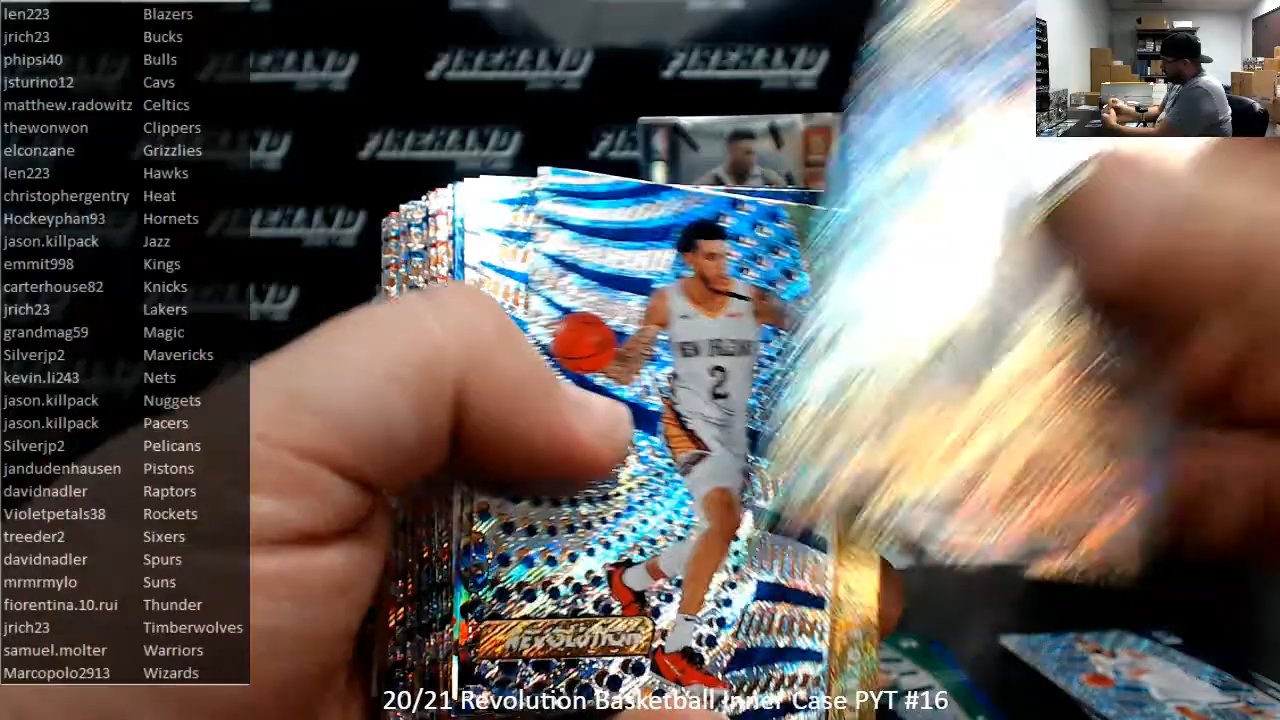 len223 Blazers
jrich23 Bucks
phipsi40 Bulls
jsturino12 Cavs
matthew.radowitz Celtics
thewonwon Clippers
elconzane Grizzlies
len223 Hawks
christophergentry Heat
Hockeyphan93 Hornets
jason.killpack Jazz
emmit998 Kings
carterhouse82 Knicks
jrich23 Lakers
grandmag59 Magic
Silverjp2 Mavericks
kevin.li243 Nets
jason.killpack Nuggets
jason.killpack Pacers
Silverjp2 Pelicans
jandudenhausen Pistons
davidnadler Raptors
Violetpetals38 Rockets
treeder2 Sixers
davidnadler Spurs
mrmrmylo Suns
fiorentina.10.rui Thunder
jrich23 Timberwolves
samuel.molter Warriors
Marcopolo2913 Wizards
2
REVOLUTION
20/21 Revolution Basketball Inner Case PYT #16